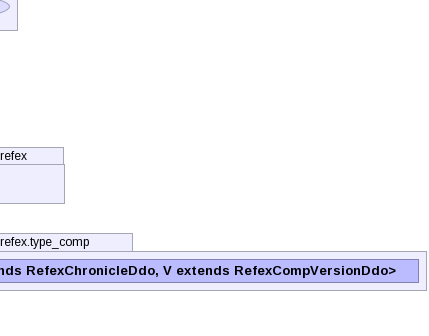 refex
refex.type_comp
nds RefexChronicleDdo, V extends RefexCompVersionDdo>